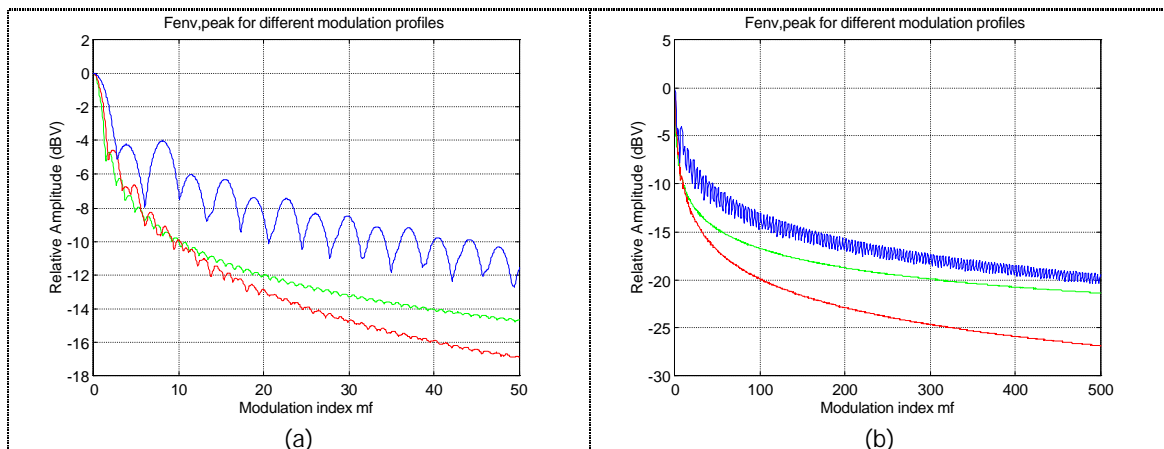 Fenv,peak for different modulation profiles
2
0
-2
-4
-6
-8
-10
-12
-14
-16
-18
Relative Amplitude (dBV)
0 10 20 30 40 50
Modulation index mf
(a)
Fenv,peak for different modulation profiles
5
0
-5
-10
-15
-20
-25
-30
Relative Amplitude (dBV)
0 100 200 300 400 500
Modulation index mf
(b)